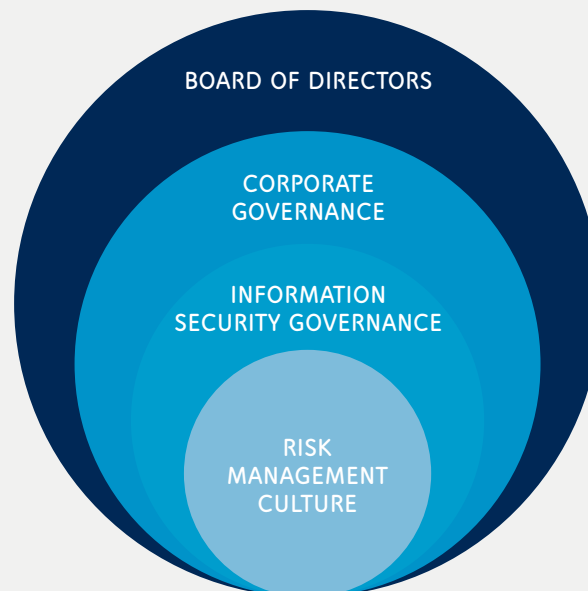 BOARD OF DIRECTORS
CORPORATE
GOVERNANCE
INFORMATION
SECURITY GOVERNANCE
RISK
MANAGEMENT
CULTURE